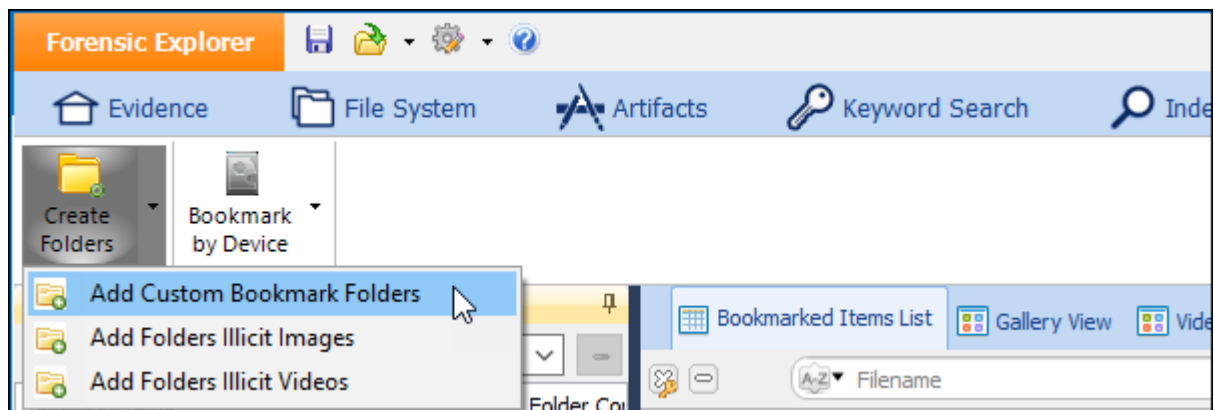 Forensic Explorer
Evidence File System Artifacts Keyword Search Inde
Create Folders
Bookmark by Device
Add Custom Bookmark Folders
Add Folders Illicit Images
Add Folders Illicit Videos
Bookmarked Items List Gallery View Vide
A-Z Filename
Folder Cou